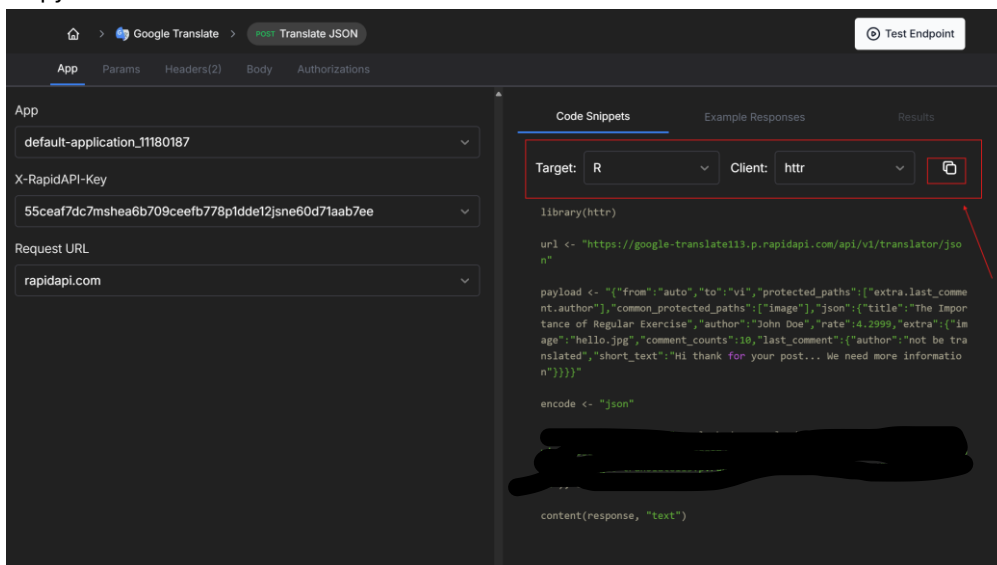 Google Translate > POST Translate JSON
Test Endpoint
App Params Headers(2) Body Authorizations
App
default-application_11180187
X-RapidAPI-Key
55ceaf7dc7mshea6b709ceefb778p1dde12jsne60d71aab7ee
Request URL
rapidapi.com
Code Snippets Example Responses Results
Target: R Client: httr
library(httr)
url <- "https://google-translate113.p.rapidapi.com/api/v1/translator/jso
n"
payload <- "{"from":"auto","to":"vi","protected_paths":["extra.last_comme
nt.author"],"common_protected_paths":["image"],"json":{"title":"The Impor
tance of Regular Exercise","author":"John Doe","rate":4.2999,"extra":{"im
age":"hello.jpg","comment_counts":10,"last_comment":{"author":"not be tra
nslated","short_text":"Hi thank for your post... We need more informatio
n"}}}}"
encode <- "json"
content(response, "text")